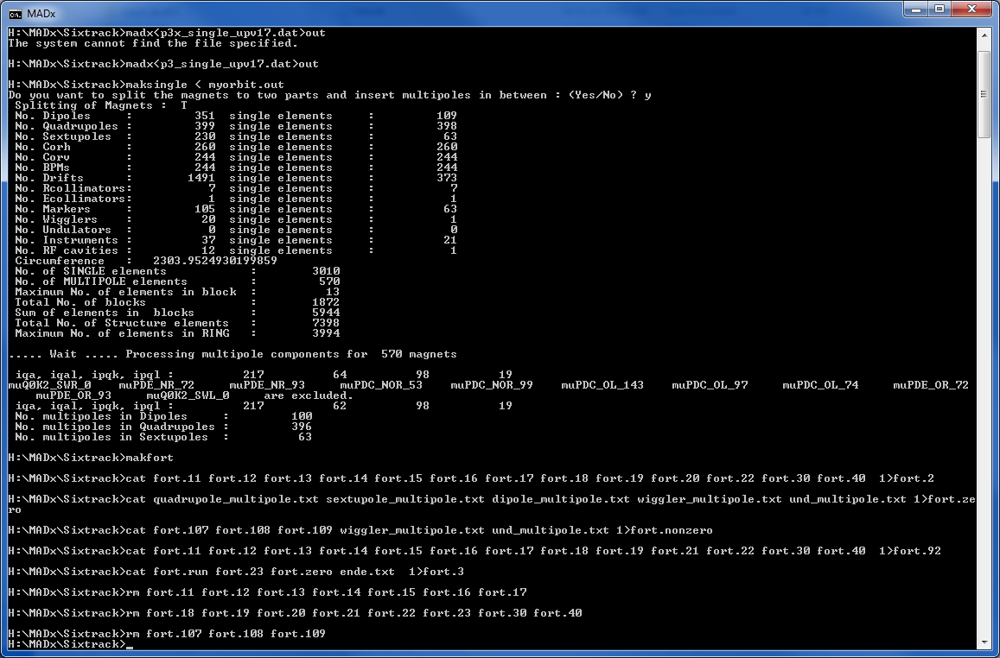 MADx
H:\MADx\Sixtrack>madx<p3x_single_upv17.dat>out
The system cannot find the file specified.
H:\MADx\Sixtrack>madx<p3_single_upv17.dat>out
H:\MADx\Sixtrack>maksingle < myorbit.out
Do you want to split the magnets to two parts and insert multipoles in between : (Yes/No) ? y
Splitting of Magnets :  T
No. Dipoles     :         351  single elements     :         109
No. Quadrupoles :         399  single elements     :         398
No. Sextupoles  :         230  single elements     :          63
No. Corh        :         260  single elements     :         260
No. Corv        :         244  single elements     :         244
No. BPMs        :         244  single elements     :         244
No. Drifts      :        1491  single elements     :         373
No. Rcollimators:           7  single elements     :           7
No. Ecollimators:           1  single elements     :           1
No. Markers     :         105  single elements     :          63
No. Wigglers    :          20  single elements     :           1
No. Undulators  :           0  single elements     :           0
No. Instruments :          37  single elements     :          21
No. RF cavities :          12  single elements     :           1
Circumference   :   2303.9524930199859
No. of SINGLE elements            :        3010
No. of MULTIPOLE elements         :         570
Maximum No. of elements in block  :          13
Total No. of blocks               :        1872
Sum of elements in  blocks        :        5944
Total No. of Structure elements   :        7398
Maximum No. of elements in RING   :        3994
..... Wait ..... Processing multipole components for  570 magnets
iqa, iqal, ipqk, ipql :          217          64          98          19
muQ0K2_SWR_0    muPDE_NR_72     muPDE_NR_93     muPDC_NOR_53    muPDC_NOR_99    muPDC_OL_143    muPDC_OL_97     muPDC_OL_74     muPDE_OR_72
muPDE_OR_93     muQ0K2_SWL_0     are excluded.
iqa, iqal, ipqk, ipql :          217          62          98          19
No. multipoles in Dipoles     :         100
No. multipoles in Quadrupoles :         396
No. multipoles in Sextupoles  :          63
H:\MADx\Sixtrack>makfort
H:\MADx\Sixtrack>cat fort.11 fort.12 fort.13 fort.14 fort.15 fort.16 fort.17 fort.18 fort.19 fort.20 fort.22 fort.30 fort.40  1>fort.2
H:\MADx\Sixtrack>cat quadrupole_multipole.txt sextupole_multipole.txt dipole_multipole.txt wiggler_multipole.txt und_multipole.txt 1>fort.ze
ro
H:\MADx\Sixtrack>cat fort.107 fort.108 fort.109 wiggler_multipole.txt und_multipole.txt 1>fort.nonzero
H:\MADx\Sixtrack>cat fort.11 fort.12 fort.13 fort.14 fort.15 fort.16 fort.17 fort.18 fort.19 fort.21 fort.22 fort.30 fort.40  1>fort.92
H:\MADx\Sixtrack>cat fort.run fort.23 fort.zero ende.txt  1>fort.3
H:\MADx\Sixtrack>rm fort.11 fort.12 fort.13 fort.14 fort.15 fort.16 fort.17
H:\MADx\Sixtrack>rm fort.18 fort.19 fort.20 fort.21 fort.22 fort.23 fort.30 fort.40
H:\MADx\Sixtrack>rm fort.107 fort.108 fort.109
H:\MADx\Sixtrack>_